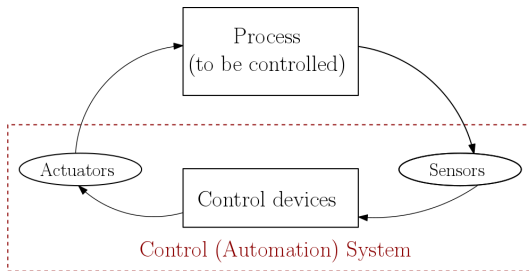 Process
(to be controlled)
Actuators
Sensors
Control devices
Control (Automation) System